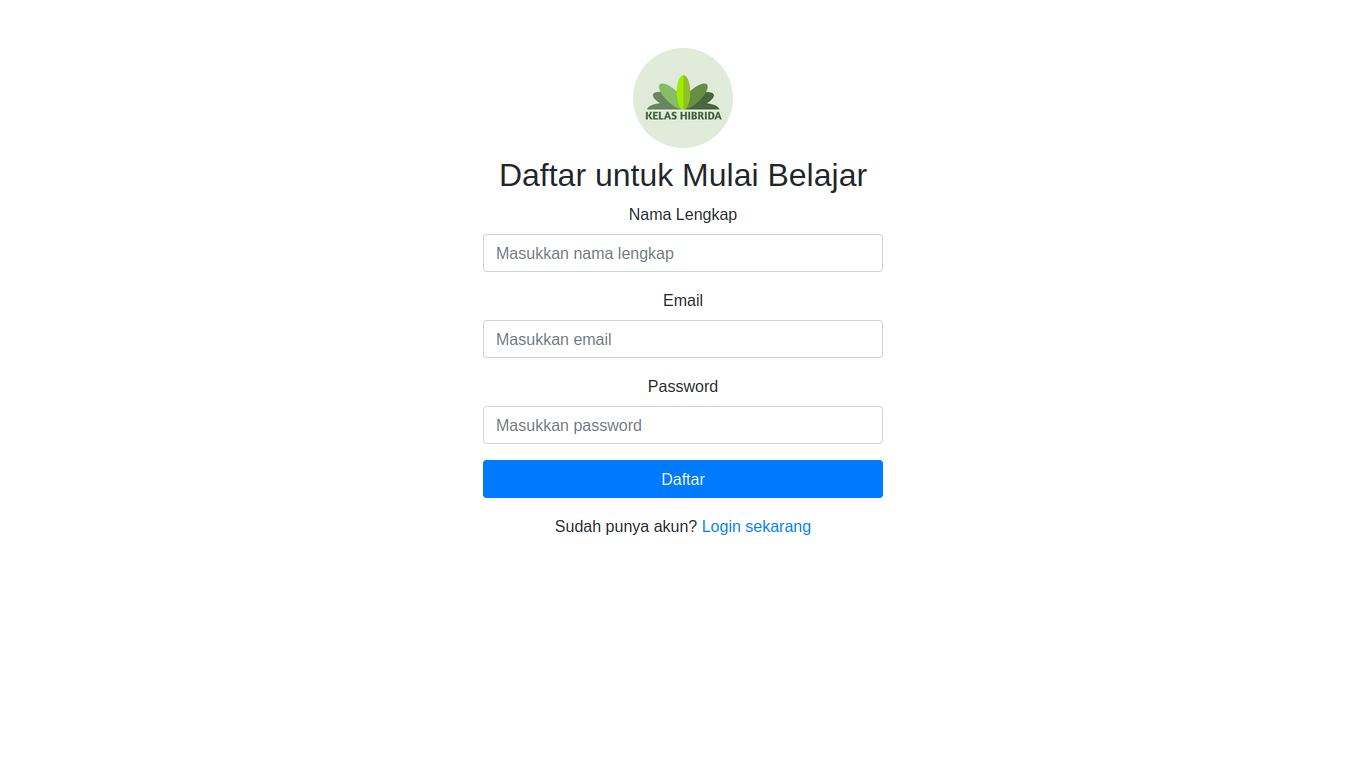 KELAS HIBRIDA
Daftar untuk Mulai Belajar
Nama Lengkap
Masukkan nama lengkap
Email
Masukkan email
Password
Masukkan password
Daftar
Sudah punya akun? Login sekarang